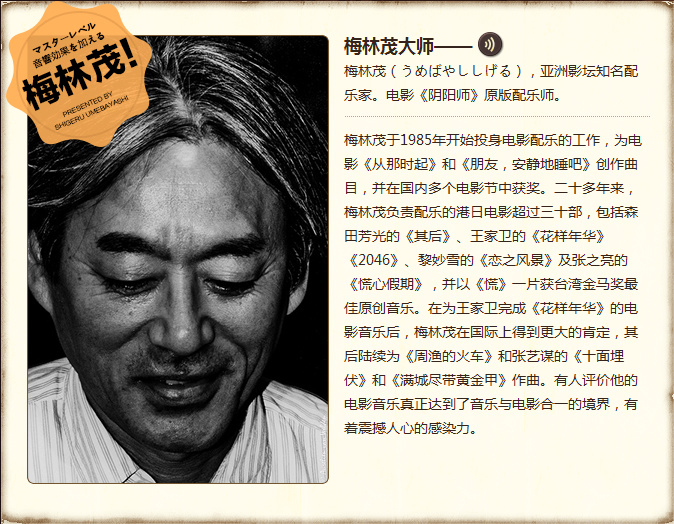 マスターレベル
音響効果を加える
梅林茂!
PRESENTED BY
SHIGERU UMEBAYASHI
梅林茂大师——
梅林茂（うめばやししげる），亚洲影坛知名配
乐家。电影《阴阳师》原版配乐师。
梅林茂于1985年开始投身电影配乐的工作，为电
影《从那时起》和《朋友，安静地睡吧》创作曲
目，并在国内多个电影节中获奖。二十多年来，
梅林茂负责配乐的港日电影超过三十部，包括森
田芳光的《其后》、王家卫的《花样年华》
《2046》、黎妙雪的《恋之风景》及张之亮的
《慌心假期》，并以《慌》一片获台湾金马奖最
佳原创音乐。在为王家卫完成《花样年华》的电
影音乐后，梅林茂在国际上得到更大的肯定，其
后陆续为《周渔的火车》和张艺谋的《十面埋
伏》和《满城尽带黄金甲》作曲。有人评价他的
电影音乐真正达到了音乐与电影合一的境界，有
着震撼人心的感染力。